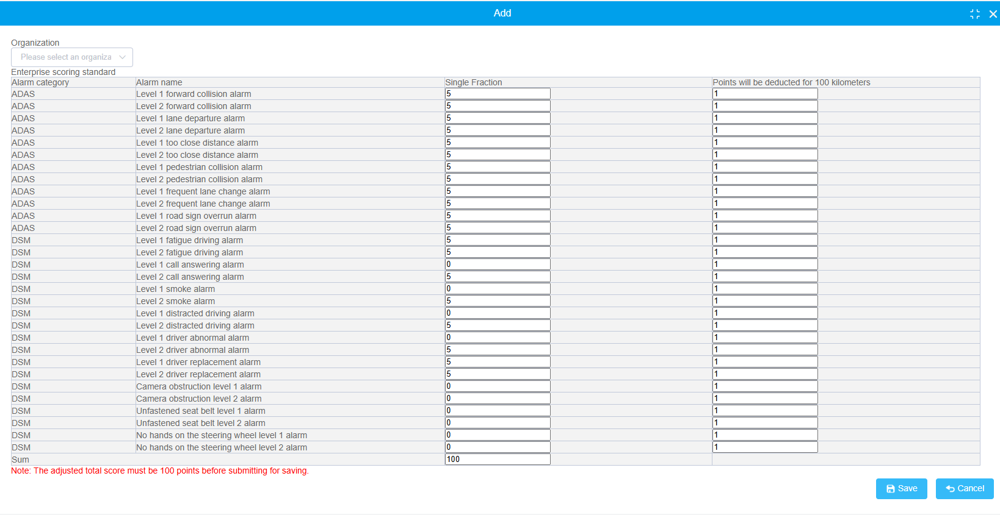 Add
Organization
Please select an organiza
Enterprise scoring standard
Alarm category Alarm name Single Fraction Points will be deducted for 100 kilometers
ADAS Level 1 forward collision alarm 5 1
ADAS Level 2 forward collision alarm 5 1
ADAS Level 1 lane departure alarm 5 1
ADAS Level 2 lane departure alarm 5 1
ADAS Level 1 too close distance alarm 5 1
ADAS Level 2 too close distance alarm 5 1
ADAS Level 1 pedestrian collision alarm 5 1
ADAS Level 2 pedestrian collision alarm 5 1
ADAS Level 1 frequent lane change alarm 5 1
ADAS Level 2 frequent lane change alarm 5 1
ADAS Level 1 road sign overrun alarm 5 1
ADAS Level 2 road sign overrun alarm 5 1
DSM Level 1 fatigue driving alarm 5 1
DSM Level 2 fatigue driving alarm 5 1
DSM Level 1 call answering alarm 0 1
DSM Level 2 call answering alarm 5 1
DSM Level 1 smoke alarm 0 1
DSM Level 2 smoke alarm 5 1
DSM Level 1 distracted driving alarm 0 1
DSM Level 2 distracted driving alarm 5 1
DSM Level 1 driver abnormal alarm 0 1
DSM Level 2 driver abnormal alarm 5 1
DSM Level 1 driver replacement alarm 5 1
DSM Level 2 driver replacement alarm 5 1
DSM Camera obstruction level 1 alarm 0 1
DSM Camera obstruction level 2 alarm 0 1
DSM Unfastened seat belt level 1 alarm 0 1
DSM Unfastened seat belt level 2 alarm 0 1
DSM No hands on the steering wheel level 1 alarm 0 1
DSM No hands on the steering wheel level 2 alarm 0 1
Sum 100
Note: The adjusted total score must be 100 points before submitting for saving.
Save Cancel